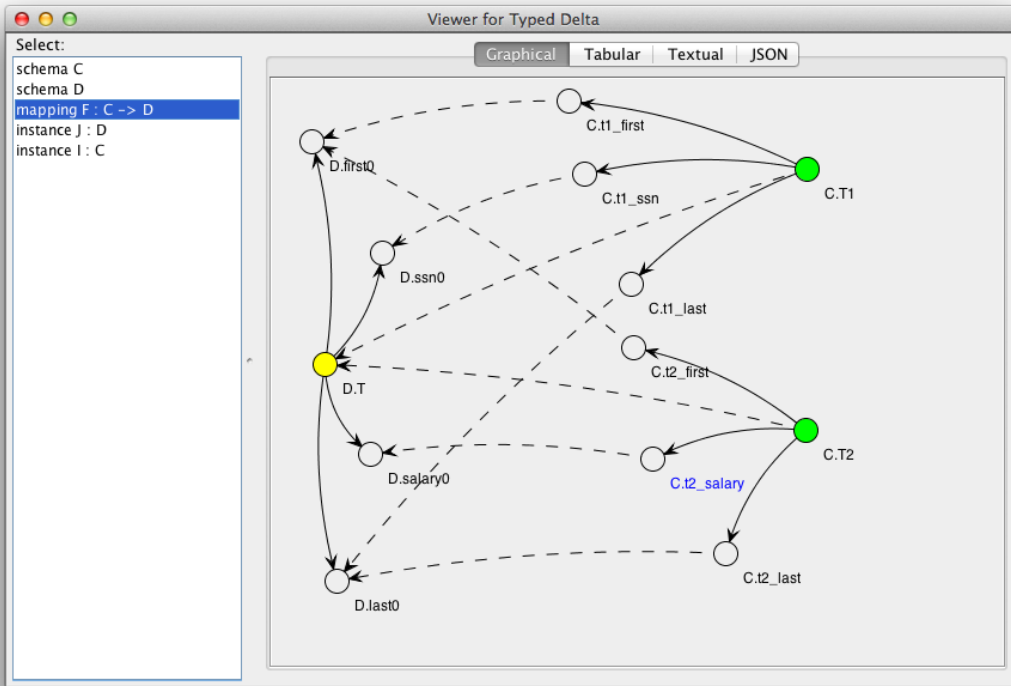 Viewer for Typed Delta
Select:
schema C
schema D
mapping F : C -> D
instance J : D
instance I : C
Graphical
Tabular
Textual
JSON
C.t1_first
D.first0
C.T1
C.t1_ssn
D.ssn0
C.t1_last
C.t2_first
D.T
C.T2
D.salary0
C.t2_salary
C.t2_last
D.last0